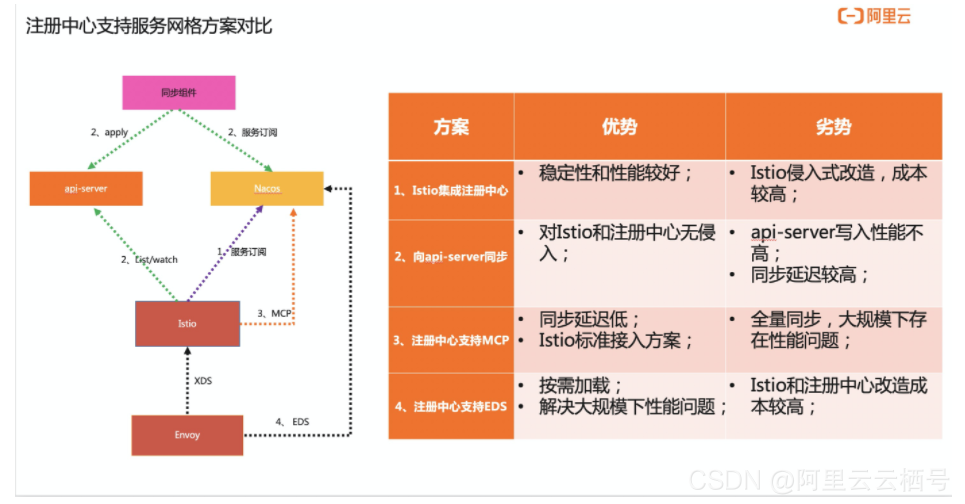 注册中心支持服务网格方案对比
阿里云
同步组件
2、apply
2、服务订阅
api-server
Nacos
2、List/watch
1、服务订阅
Istio
3、MCP
XDS
Envoy
4、 EDS
方案
优势
劣势
1、Istio集成注册中心
• 稳定性和性能较好；
• Istio侵入式改造，成本
较高；
2、向api-server同步
• 对Istio和注册中心无侵
入；
• api-server写入性能不
高；
• 同步延迟较高；
3、注册中心支持MCP
• 同步延迟低；
• Istio标准接入方案；
• 全量同步，大规模下存
在性能问题；
4、注册中心支持EDS
• 按需加载；
• 解决大规模下性能问题；
• Istio和注册中心改造成
本较高；
CSDN @阿里云云栖号